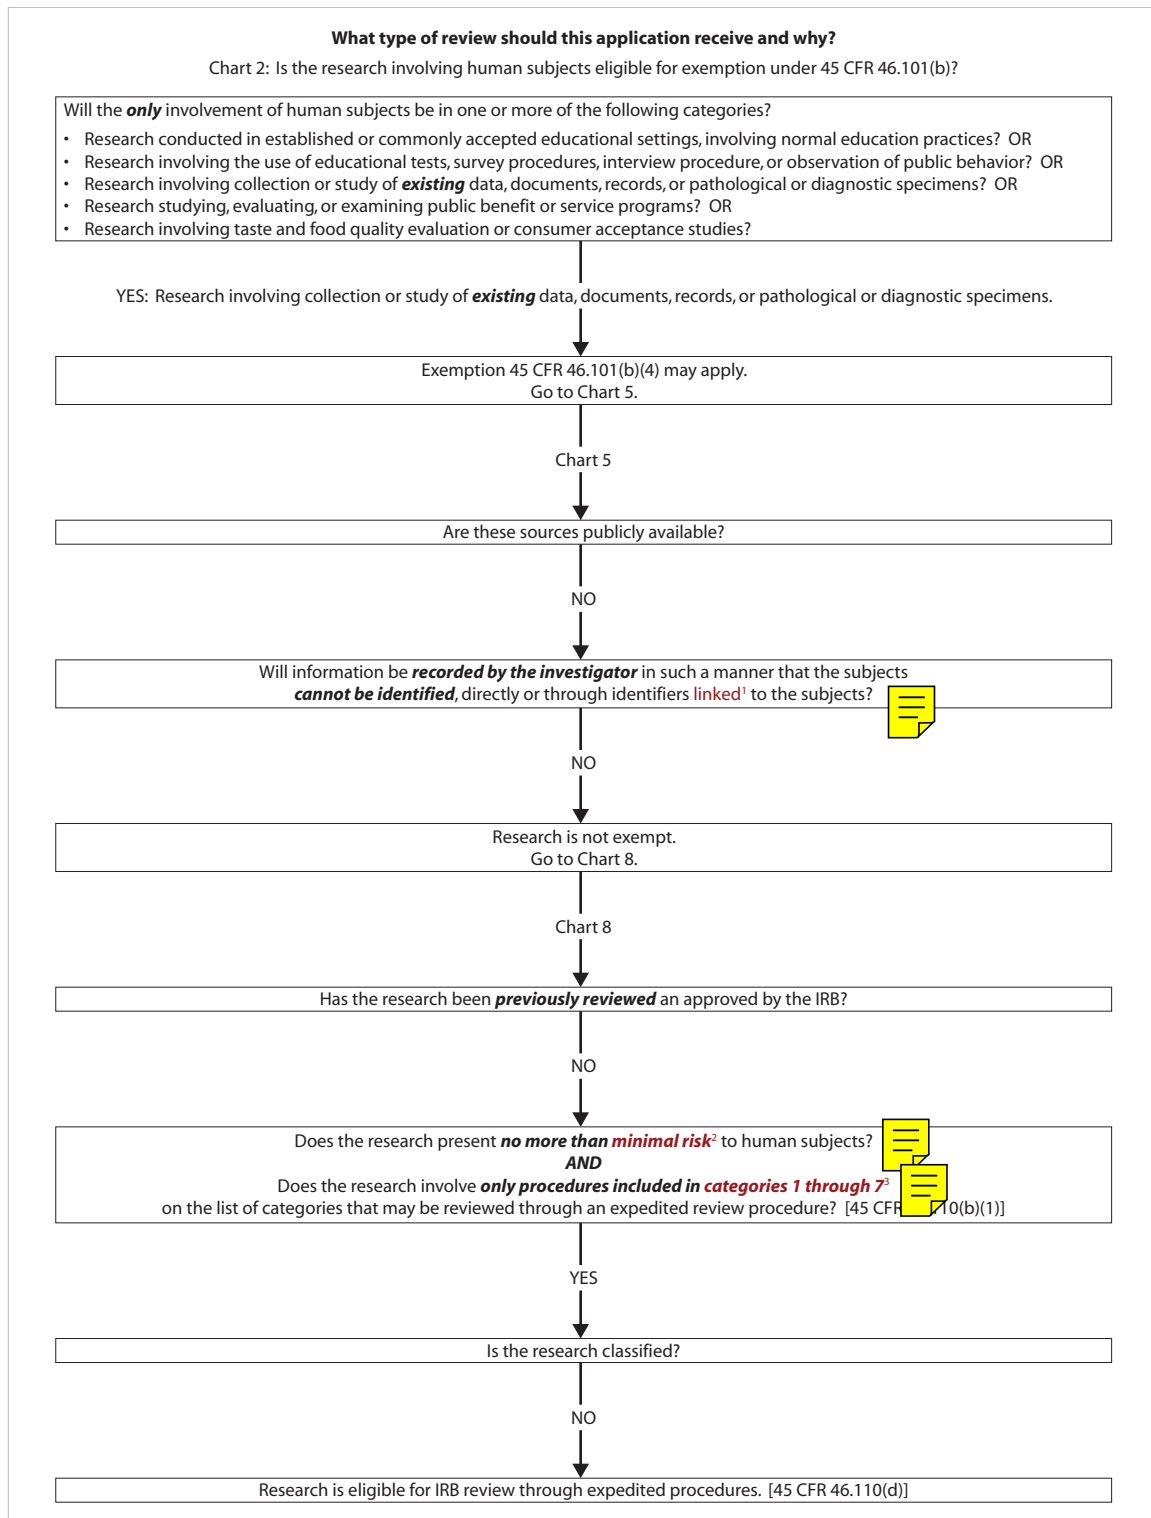 What type of review should this application receive and why?
Chart 2: Is the research involving human subjects eligible for exemption under 45 CFR 46.101(b)?
Will the only involvement of human subjects be in one or more of the following categories?
• Research conducted in established or commonly accepted educational settings, involving normal education practices? OR
• Research involving the use of educational tests, survey procedures, interview procedure, or observation of public behavior? OR
• Research involving collection or study of existing data, documents, records, or pathological or diagnostic specimens? OR
• Research studying, evaluating, or examining public benefit or service programs? OR
• Research involving taste and food quality evaluation or consumer acceptance studies?
YES: Research involving collection or study of existing data, documents, records, or pathological or diagnostic specimens.
Exemption 45 CFR 46.101(b)(4) may apply.
Go to Chart 5.
Chart 5
Are these sources publicly available?
NO
Will information be recorded by the investigator in such a manner that the subjects
cannot be identified, directly or through identifiers linked¹ to the subjects?
NO
Research is not exempt.
Go to Chart 8.
Chart 8
Has the research been previously reviewed an approved by the IRB?
NO
Does the research present no more than minimal risk² to human subjects?
AND
Does the research involve only procedures included in categories 1 through 7³
on the list of categories that may be reviewed through an expedited review procedure? [45 CFR 10(b)(1)]
YES
Is the research classified?
NO
Research is eligible for IRB review through expedited procedures. [45 CFR 46.110(d)]